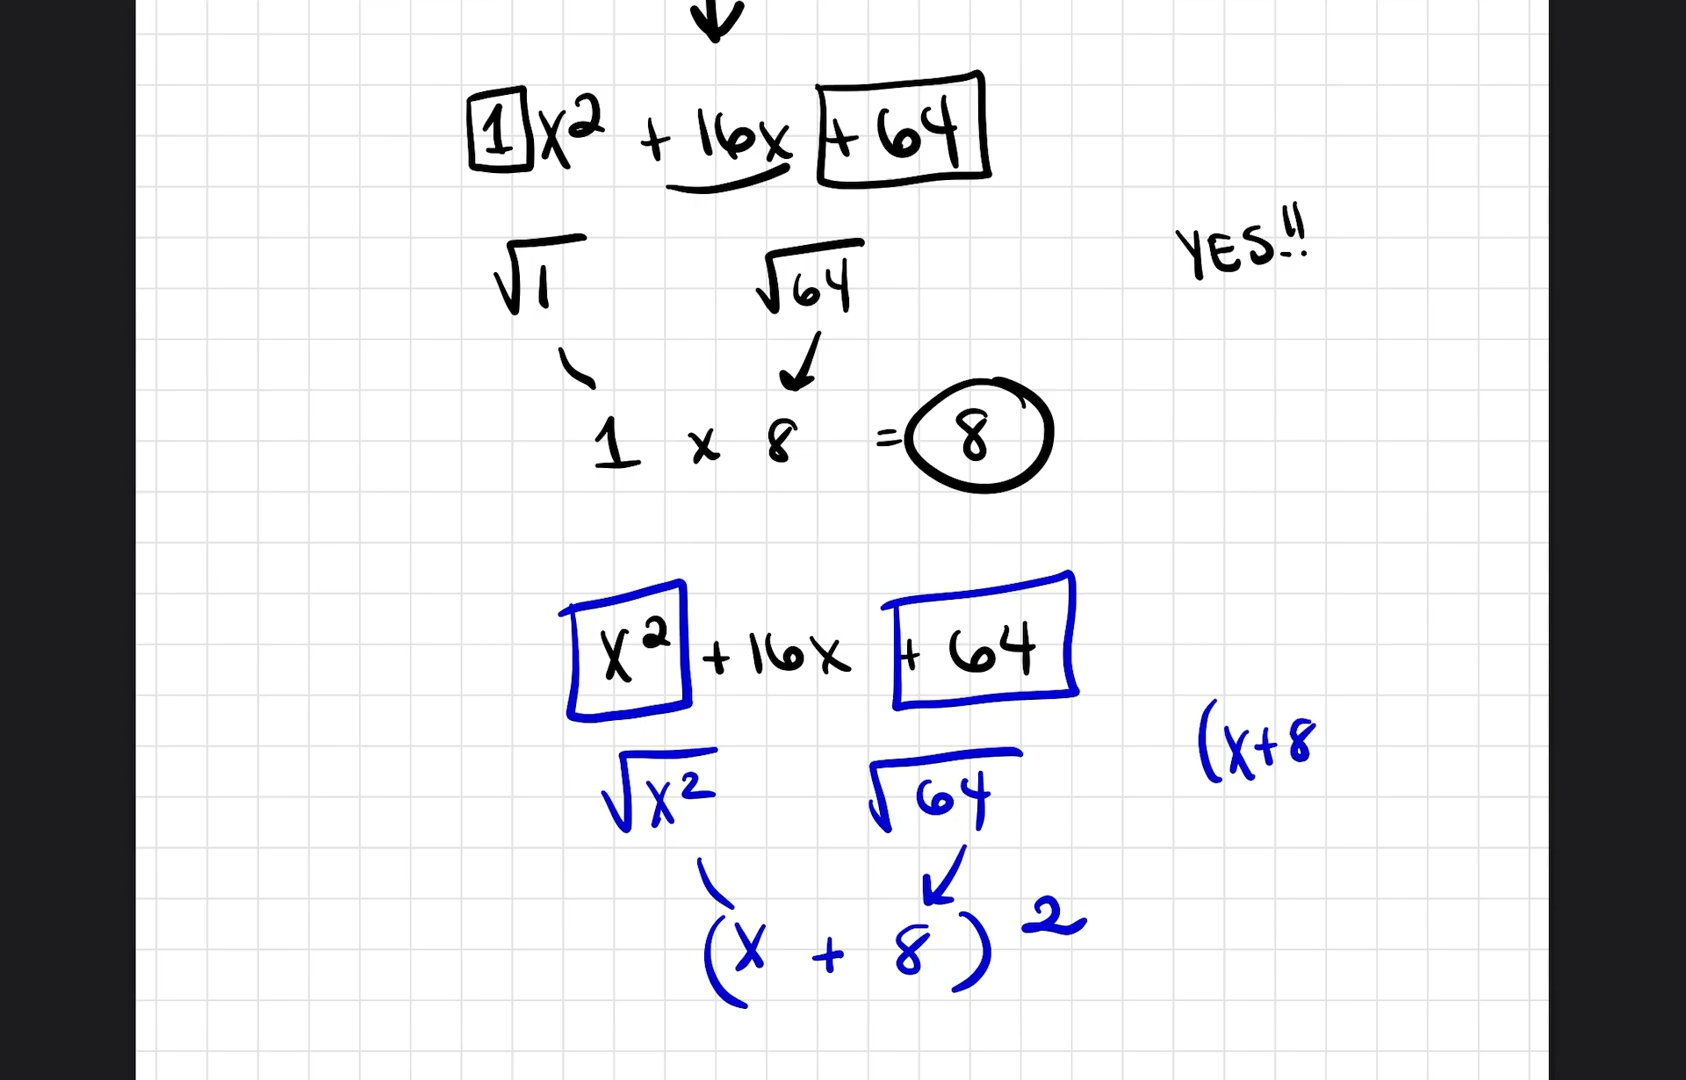 1x² + 16x + 64
√1 √64
YES!!
1 x 8 = 8
x² + 16x + 64
√x² √64
(x+8
(x + 8)²